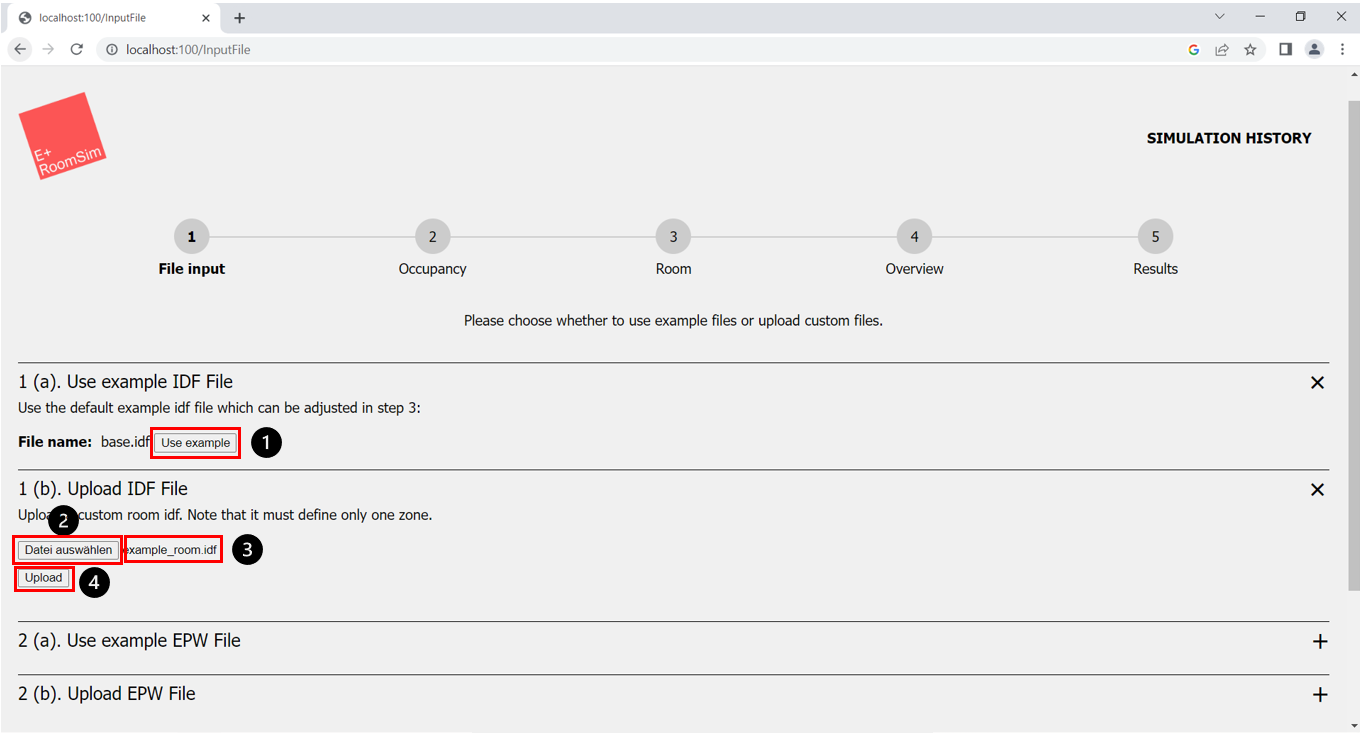 localhost:100/InputFile
localhost:100/InputFile
E+
RoomSim
SIMULATION HISTORY
1 2 3 4 5
File input Occupancy Room Overview Results
Please choose whether to use example files or upload custom files.
1 (a). Use example IDF File
Use the default example idf file which can be adjusted in step 3:
File name: base.idf Use example 1
1 (b). Upload IDF File
Uplo custom room idf. Note that it must define only one zone.
2
Datei auswählen example_room.idf 3
Upload 4
2 (a). Use example EPW File
2 (b). Upload EPW File